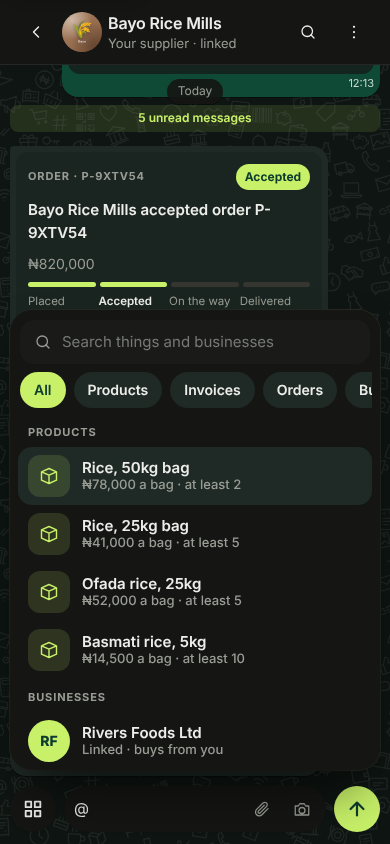 Bayo Rice Mills
Your supplier · linked
12:13
Today
5 unread messages
ORDER · P-9XTV54
Accepted
Bayo Rice Mills accepted order P-
9XTV54
₦820,000
Placed Accepted On the way Delivered
Search things and businesses
All Products Invoices Orders Bu
PRODUCTS
Rice, 50kg bag
₦78,000 a bag · at least 2
Rice, 25kg bag
₦41,000 a bag · at least 5
Ofada rice, 25kg
₦52,000 a bag · at least 5
Basmati rice, 5kg
₦14,500 a bag · at least 10
BUSINESSES
RF
Rivers Foods Ltd
Linked · buys from you
@